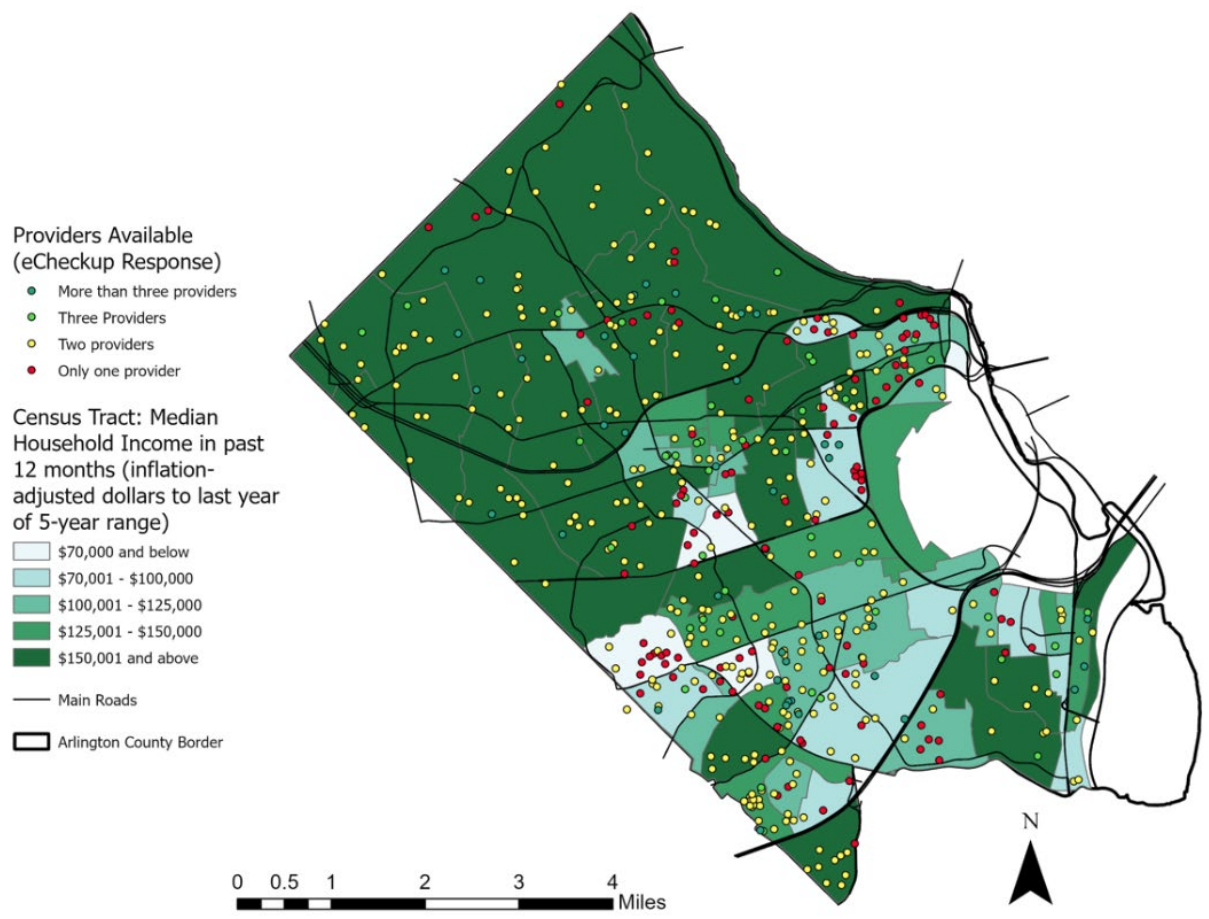 Providers Available
(eCheckup Response)
More than three providers
Three Providers
Two providers
Only one provider
Census Tract: Median
Household Income in past
12 months (inflation-
adjusted dollars to last year
of 5-year range)
$70,000 and below
$70,001 - $100,000
$100,001 - $125,000
$125,001 - $150,000
$150,001 and above
Main Roads
Arlington County Border
N
0 0.5 1 2 3 4
Miles